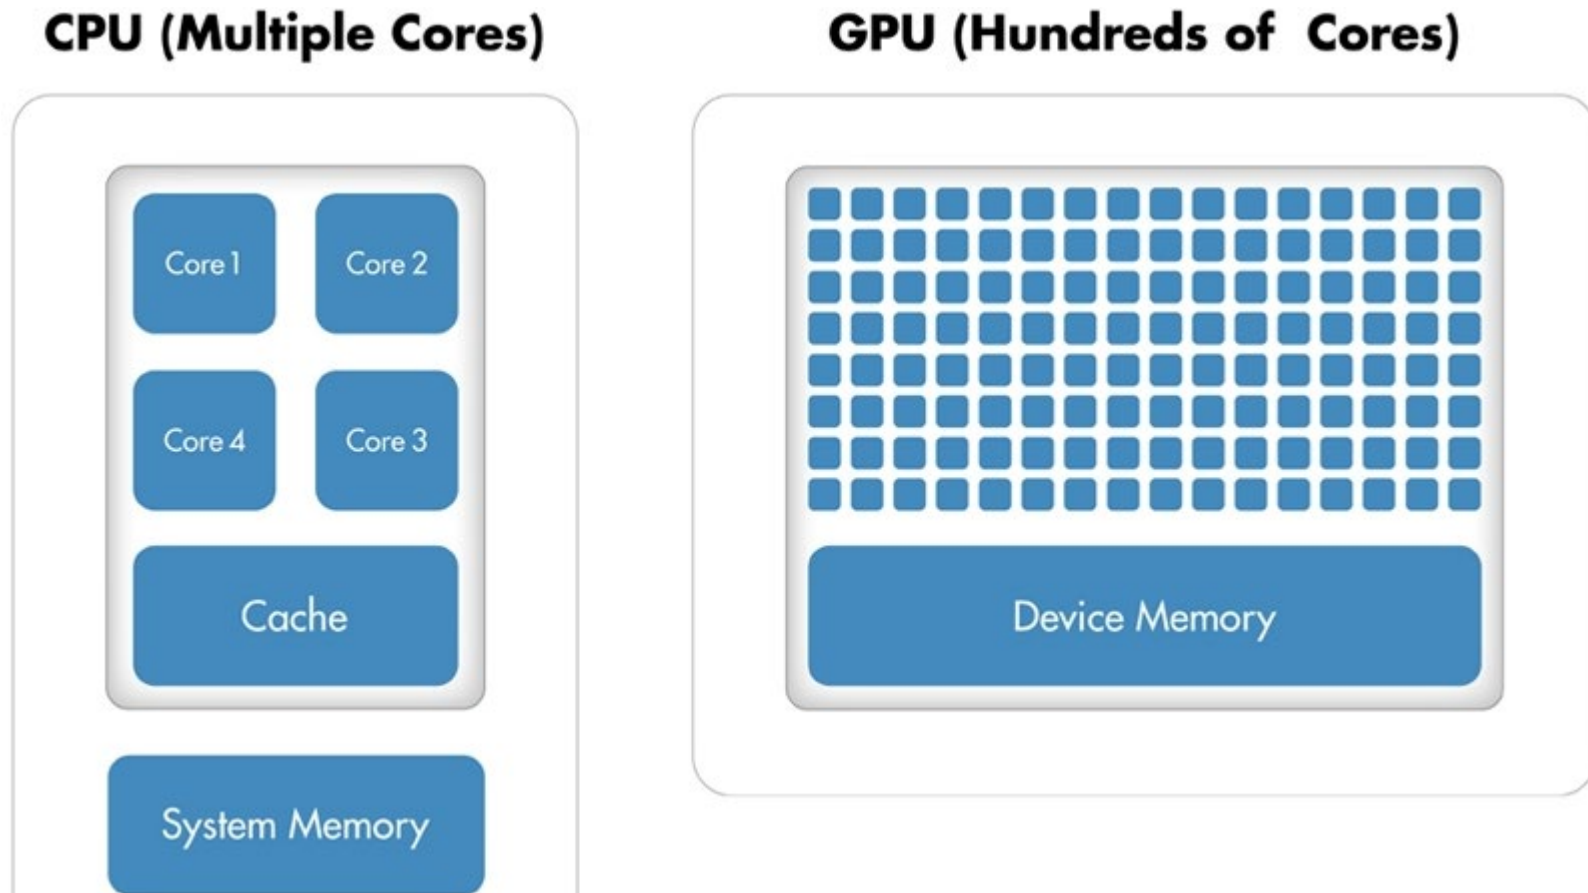 CPU (Multiple Cores)
GPU (Hundreds of Cores)
Core 1
Core 2
Core 4
Core 3
Cache
Device Memory
System Memory